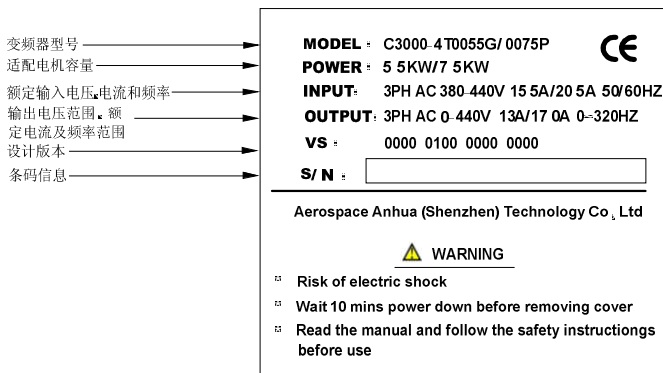 变频器型号
适配电机容量
额定输入电压、电流和频率
输出电压范围、额
定电流及频率范围
设计版本
条码信息
MODEL: C3000-4T0055G/0075P
CE
POWER: 5 5KW/7 5KW
INPUT: 3PH AC 380-440V 15 5A/20 5A 50/60HZ
OUTPUT: 3PH AC 0-440V 13A/17 0A 0-320HZ
VS: 0000 0100 0000 0000
S/N:
Aerospace Anhua (Shenzhen) Technology Co., Ltd
WARNING
Risk of electric shock
Wait 10 mins power down before removing cover
Read the manual and follow the safety instructiongs
before use